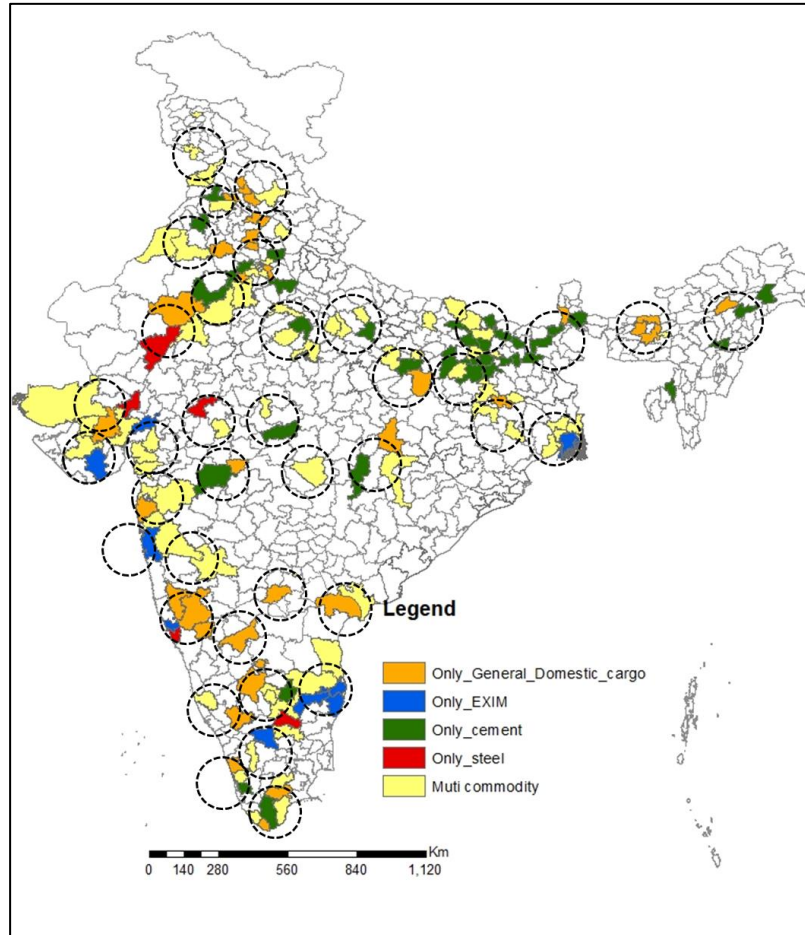 Legend
Only_General_Domestic_cargo
Only_EXIM
Only_cement
Only_steel
Muti commodity
Km
0 140 280 560 840 1,120